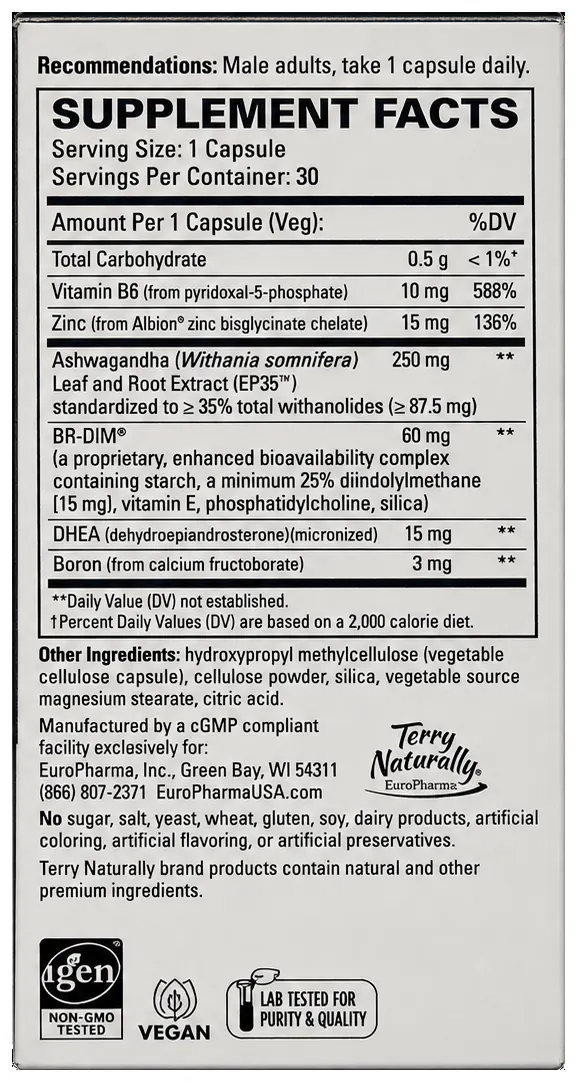 Recommendations: Male adults, take 1 capsule daily.
SUPPLEMENT FACTS
Serving Size: 1 Capsule
Servings Per Container: 30
Amount Per 1 Capsule (Veg): %DV
Total Carbohydrate 0.5 g < 1%†
Vitamin B6 (from pyridoxal-5-phosphate) 10 mg 588%
Zinc (from Albion® zinc bisglycinate chelate) 15 mg 136%
Ashwagandha (Withania somnifera) 250 mg **
Leaf and Root Extract (EP35™)
standardized to ≥ 35% total withanolides (≥ 87.5 mg)
BR-DIM® 60 mg **
(a proprietary, enhanced bioavailability complex
containing starch, a minimum 25% diindolylmethane
[15 mg], vitamin E, phosphatidylcholine, silica)
DHEA (dehydroepiandrosterone)(micronized) 15 mg **
Boron (from calcium fructoborate) 3 mg **
**Daily Value (DV) not established.
†Percent Daily Values (DV) are based on a 2,000 calorie diet.
Other Ingredients: hydroxypropyl methylcellulose (vegetable
cellulose capsule), cellulose powder, silica, vegetable source
magnesium stearate, citric acid.
Manufactured by a cGMP compliant
facility exclusively for:
EuroPharma, Inc., Green Bay, WI 54311
(866) 807-2371 EuroPharmaUSA.com
Terry
Naturally®
EuroPharma
No sugar, salt, yeast, wheat, gluten, soy, dairy products, artificial
coloring, artificial flavoring, or artificial preservatives.
Terry Naturally brand products contain natural and other
premium ingredients.
igen®
NON-GMO
TESTED
VEGAN
LAB TESTED FOR
PURITY & QUALITY